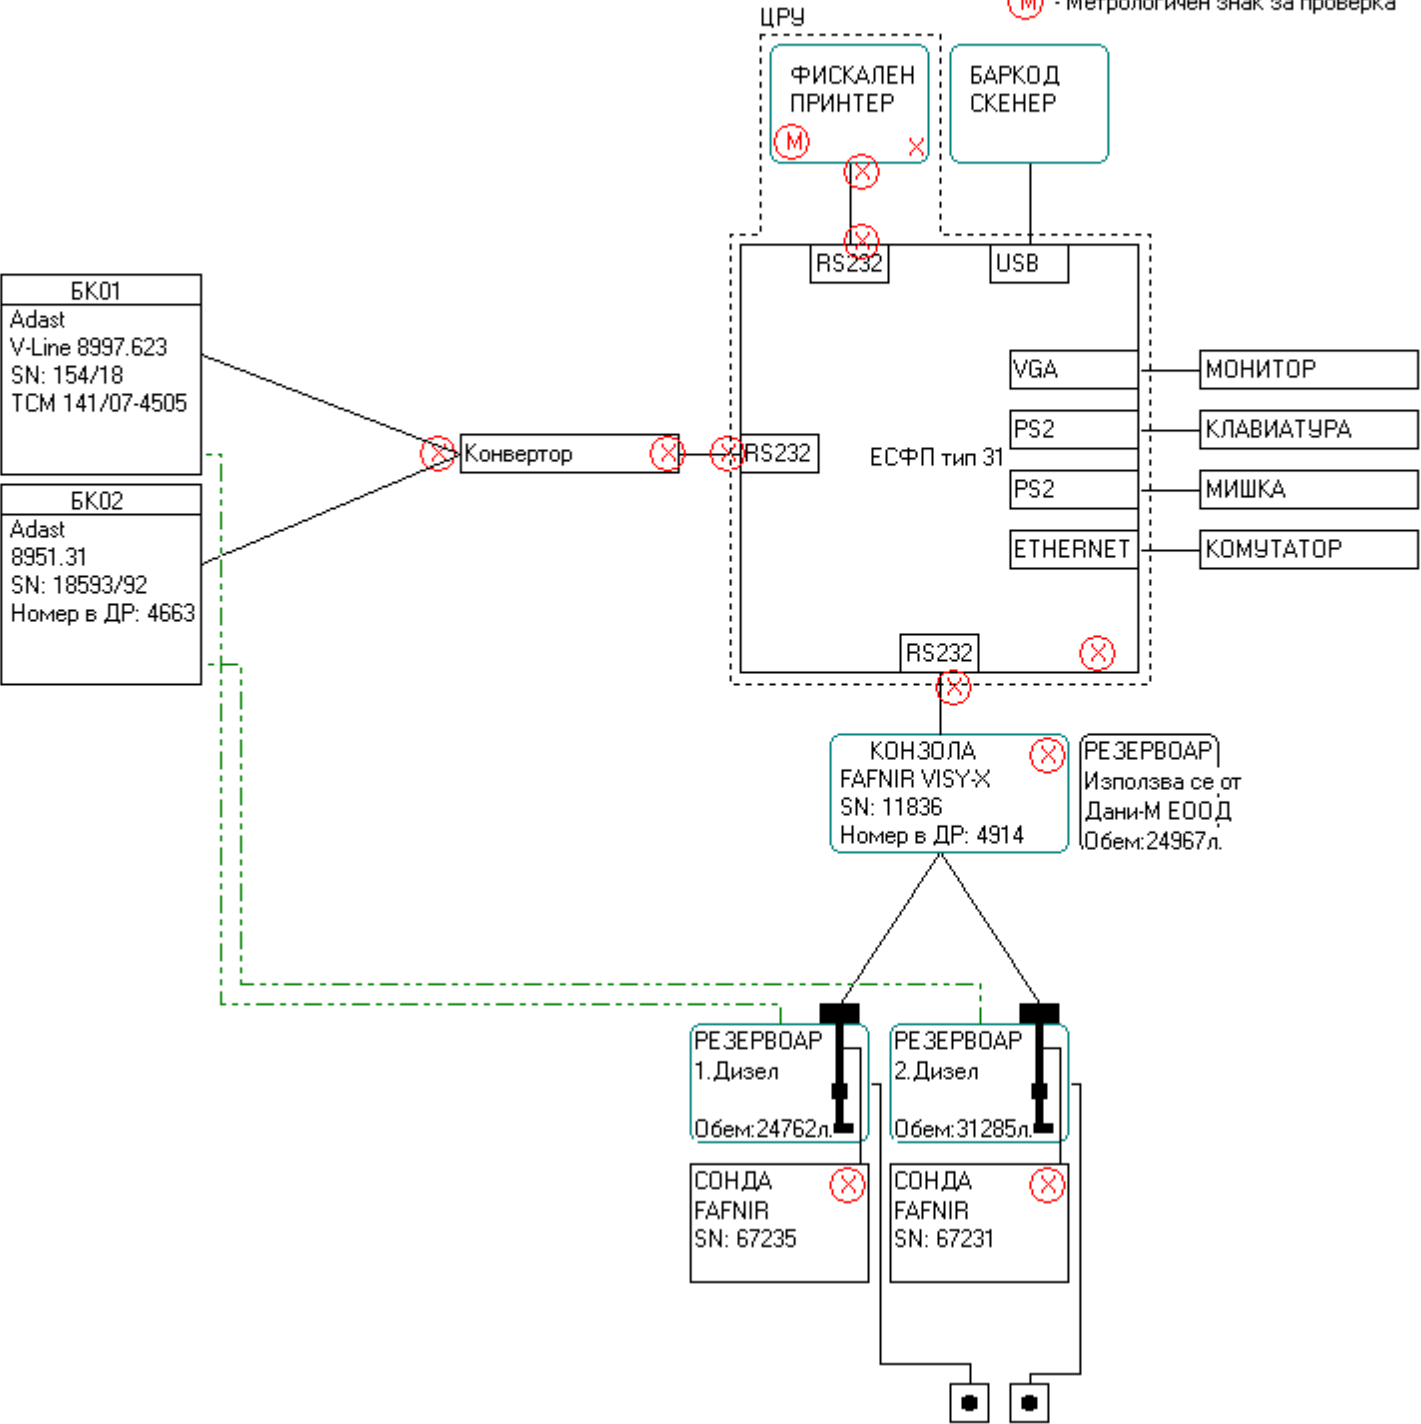 М - Метрологичен знак за проверка
ЦРУ
ФИСКАЛЕН
ПРИНТЕР
М
БАРКОД
СКЕНЕР
RS232
USB
БК01
Adast
V-Line 8997.623
SN: 154/18
TCM 141/07-4505
VGA
МОНИТОР
PS2
КЛАВИАТУРА
Конвертор
RS232
ЕСФП тип 31
PS2
МИШКА
БК02
Adast
8951.31
SN: 18593/92
Номер в ДР: 4663
ETHERNET
КОМУТАТОР
RS232
КОНЗОЛА
FAFNIR VISY-X
SN: 11836
Номер в ДР: 4914
РЕЗЕРВОАР
Използва се от
Дани-М ЕООД
Обем:24967л.
РЕЗЕРВОАР
1.Дизел
Обем:24762л.
РЕЗЕРВОАР
2.Дизел
Обем:31285л.
СОНДА
FAFNIR
SN: 67235
СОНДА
FAFNIR
SN: 67231